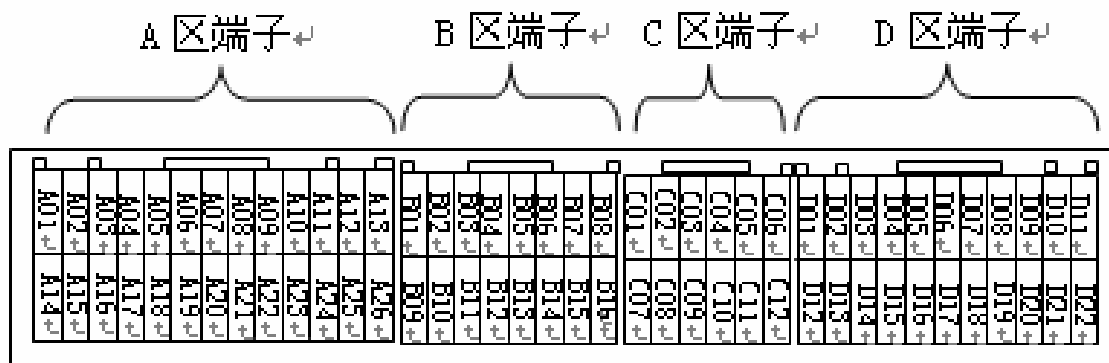 A 区端子 B 区端子 C 区端子 D 区端子
A01 A02 A03 A04 A05 A06 A07 A08 A09 A10 A11 A12 A13 B01 B02 B03 B04 B05 B06 B07 B08 C01 C02 C03 C04 C05 C06 D01 D02 D03 D04 D05 D06 D07 D08 D09 D10 D11
A14 A15 A16 A17 A18 A19 A20 A21 A22 A23 A24 A25 A26 B09 B10 B11 B12 B13 B14 B15 B16 C07 C08 C09 C10 C11 C12 D12 D13 D14 D15 D16 D17 D18 D19 D20 D21 D22